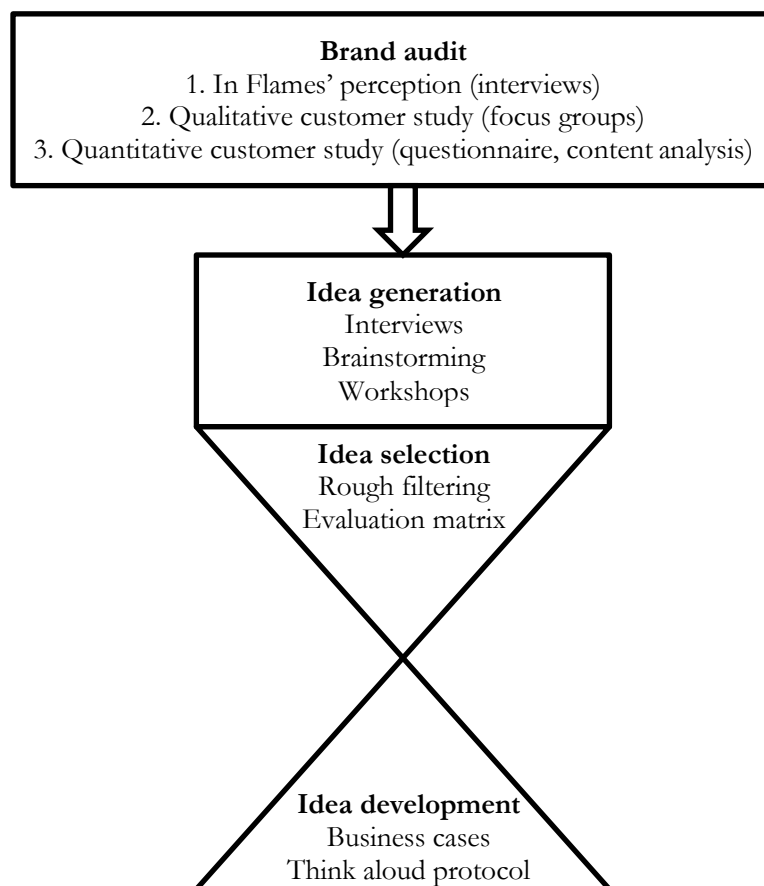 Brand audit
1. In Flames’ perception (interviews)
2. Qualitative customer study (focus groups)
3. Quantitative customer study (questionnaire, content analysis)
Idea generation
Interviews
Brainstorming
Workshops
Idea selection
Rough filtering
Evaluation matrix
Idea development
Business cases
Think aloud protocol